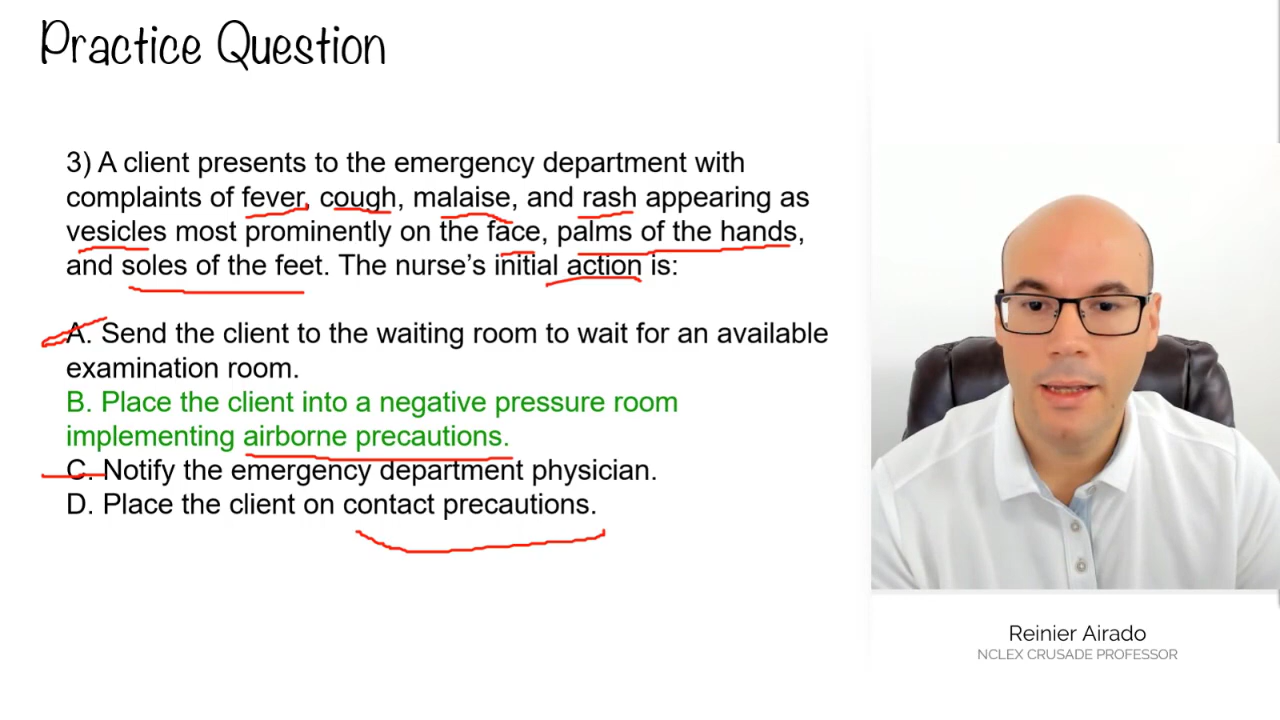 Practice Question
3) A client presents to the emergency department with
complaints of fever, cough, malaise, and rash appearing as
vesicles most prominently on the face, palms of the hands,
and soles of the feet. The nurse’s initial action is:
A. Send the client to the waiting room to wait for an available
examination room.
B. Place the client into a negative pressure room
implementing airborne precautions.
C. Notify the emergency department physician.
D. Place the client on contact precautions.
Reinier Airado
NCLEX CRUSADE PROFESSOR